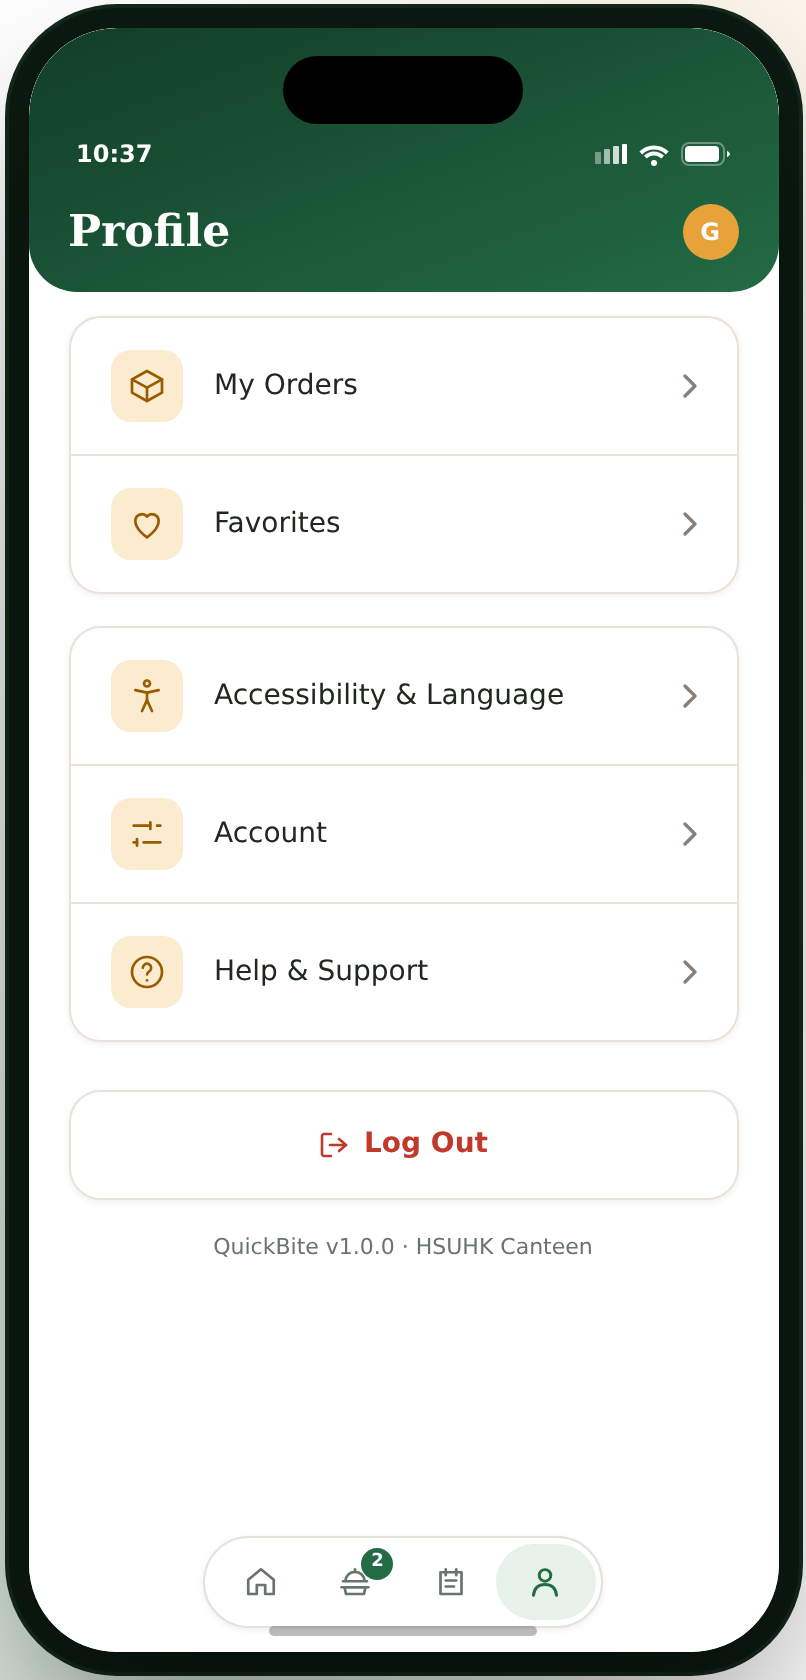 10:37
Profile
G
My Orders
Favorites
Accessibility & Language
Account
Help & Support
Log Out
QuickBite v1.0.0 · HSUHK Canteen
2